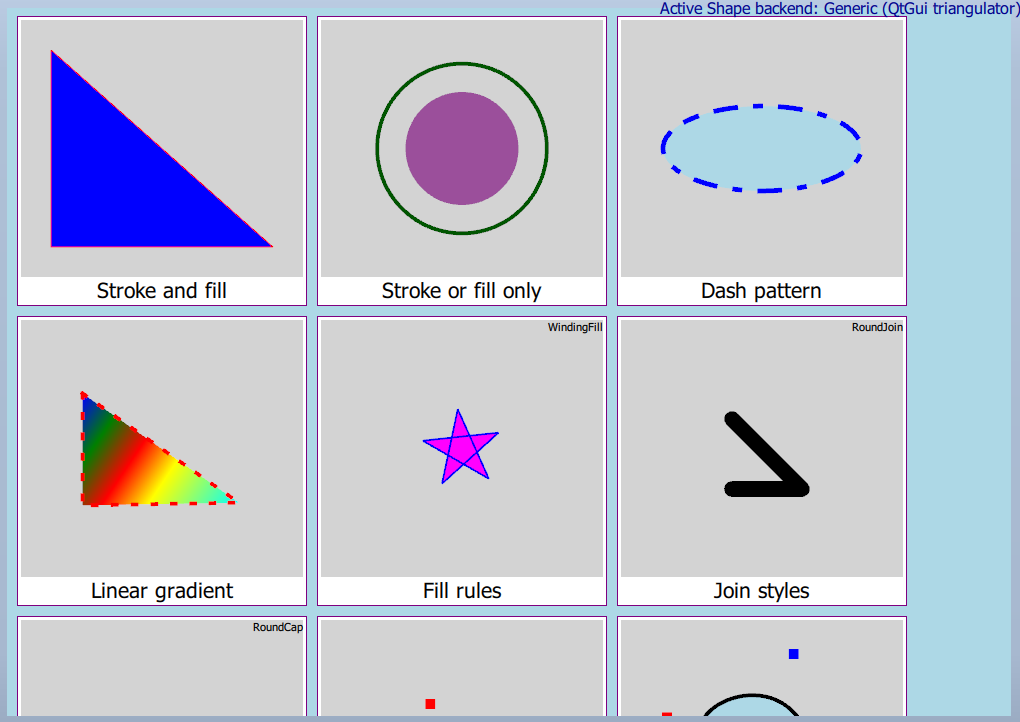 Active Shape backend: Generic (QtGui triangulator)
Stroke and fill
Stroke or fill only
Dash pattern
WindingFill
RoundJoin
Linear gradient
Fill rules
Join styles
RoundCap